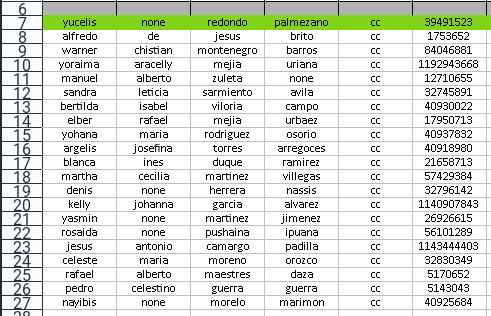 6
7 yucelis none redondo palmezano cc 39491523
8 alfredo de jesus brito cc 1753652
9 warner chistian montenegro barros cc 84046881
10 yoraima aracelly mejia uriana cc 1192943668
11 manuel alberto zuleta none cc 12710655
12 sandra leticia sarmiento avila cc 32745891
13 bertilda isabel viloria campo cc 40930022
14 elber rafael mejia urbaez cc 17950713
15 yohana maria rodriguez osorio cc 40937832
16 argelis josefina torres arregoces cc 40918980
17 blanca ines duque ramirez cc 21658713
18 martha cecilia martinez villegas cc 57429384
19 denis none herrera nassis cc 32796142
20 kelly johanna garcia alvarez cc 1140907843
21 yasmin none martinez jimenez cc 26926615
22 rosaida none pushaina ipuana cc 56101289
23 jesus antonio camargo padilla cc 1143444403
24 celeste maria moreno orozco cc 32830349
25 rafael alberto maestres daza cc 5170652
26 pedro celestino guerra guerra cc 5143043
27 nayibis none morelo marimon cc 40925684
28